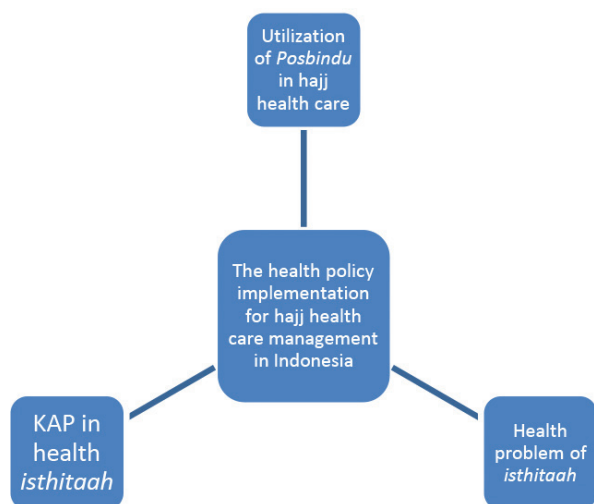 Utilization
of Posbindu
in hajj
health care
The health policy
implementation
for hajj health
care management
in Indonesia
KAP in
health
isthitaah
Health
problem of
isthitaah